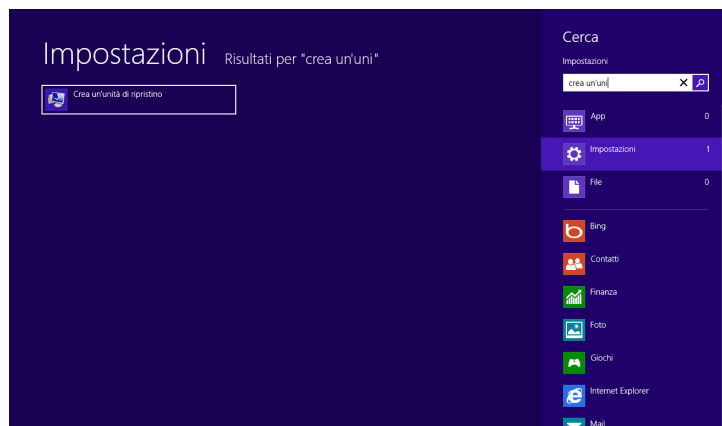 Impostazioni Risultati per "crea un'uni"
Crea un'unità di ripristino
Cerca
Impostazioni
crea un'uni
App 0
Impostazioni 1
File 0
Bing
Contatti
Finanza
Foto
Giochi
Internet Explorer
Mail